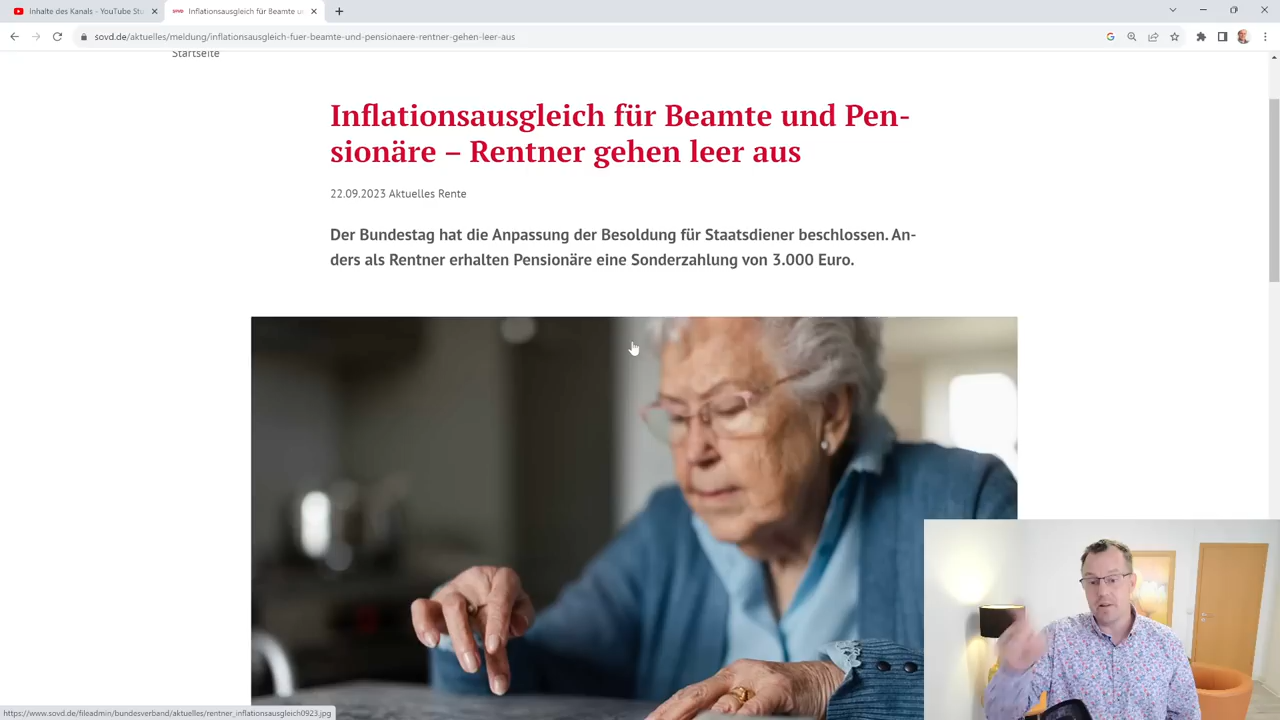 Inhalte des Kanals - YouTube Stu
sovd Inflationsausgleich für Beamte u
sovd.de/aktuelles/meldung/inflationsausgleich-fuer-beamte-und-pensionaere-rentner-gehen-leer-aus
Startseite
Inflationsausgleich für Beamte und Pen-
sionäre – Rentner gehen leer aus
22.09.2023 Aktuelles Rente
Der Bundestag hat die Anpassung der Besoldung für Staatsdiener beschlossen. An-
ders als Rentner erhalten Pensionäre eine Sonderzahlung von 3.000 Euro.
https://www.sovd.de/fileadmin/bundesverband/aktuelles/rentner_inflationsausgleich0923.jpg